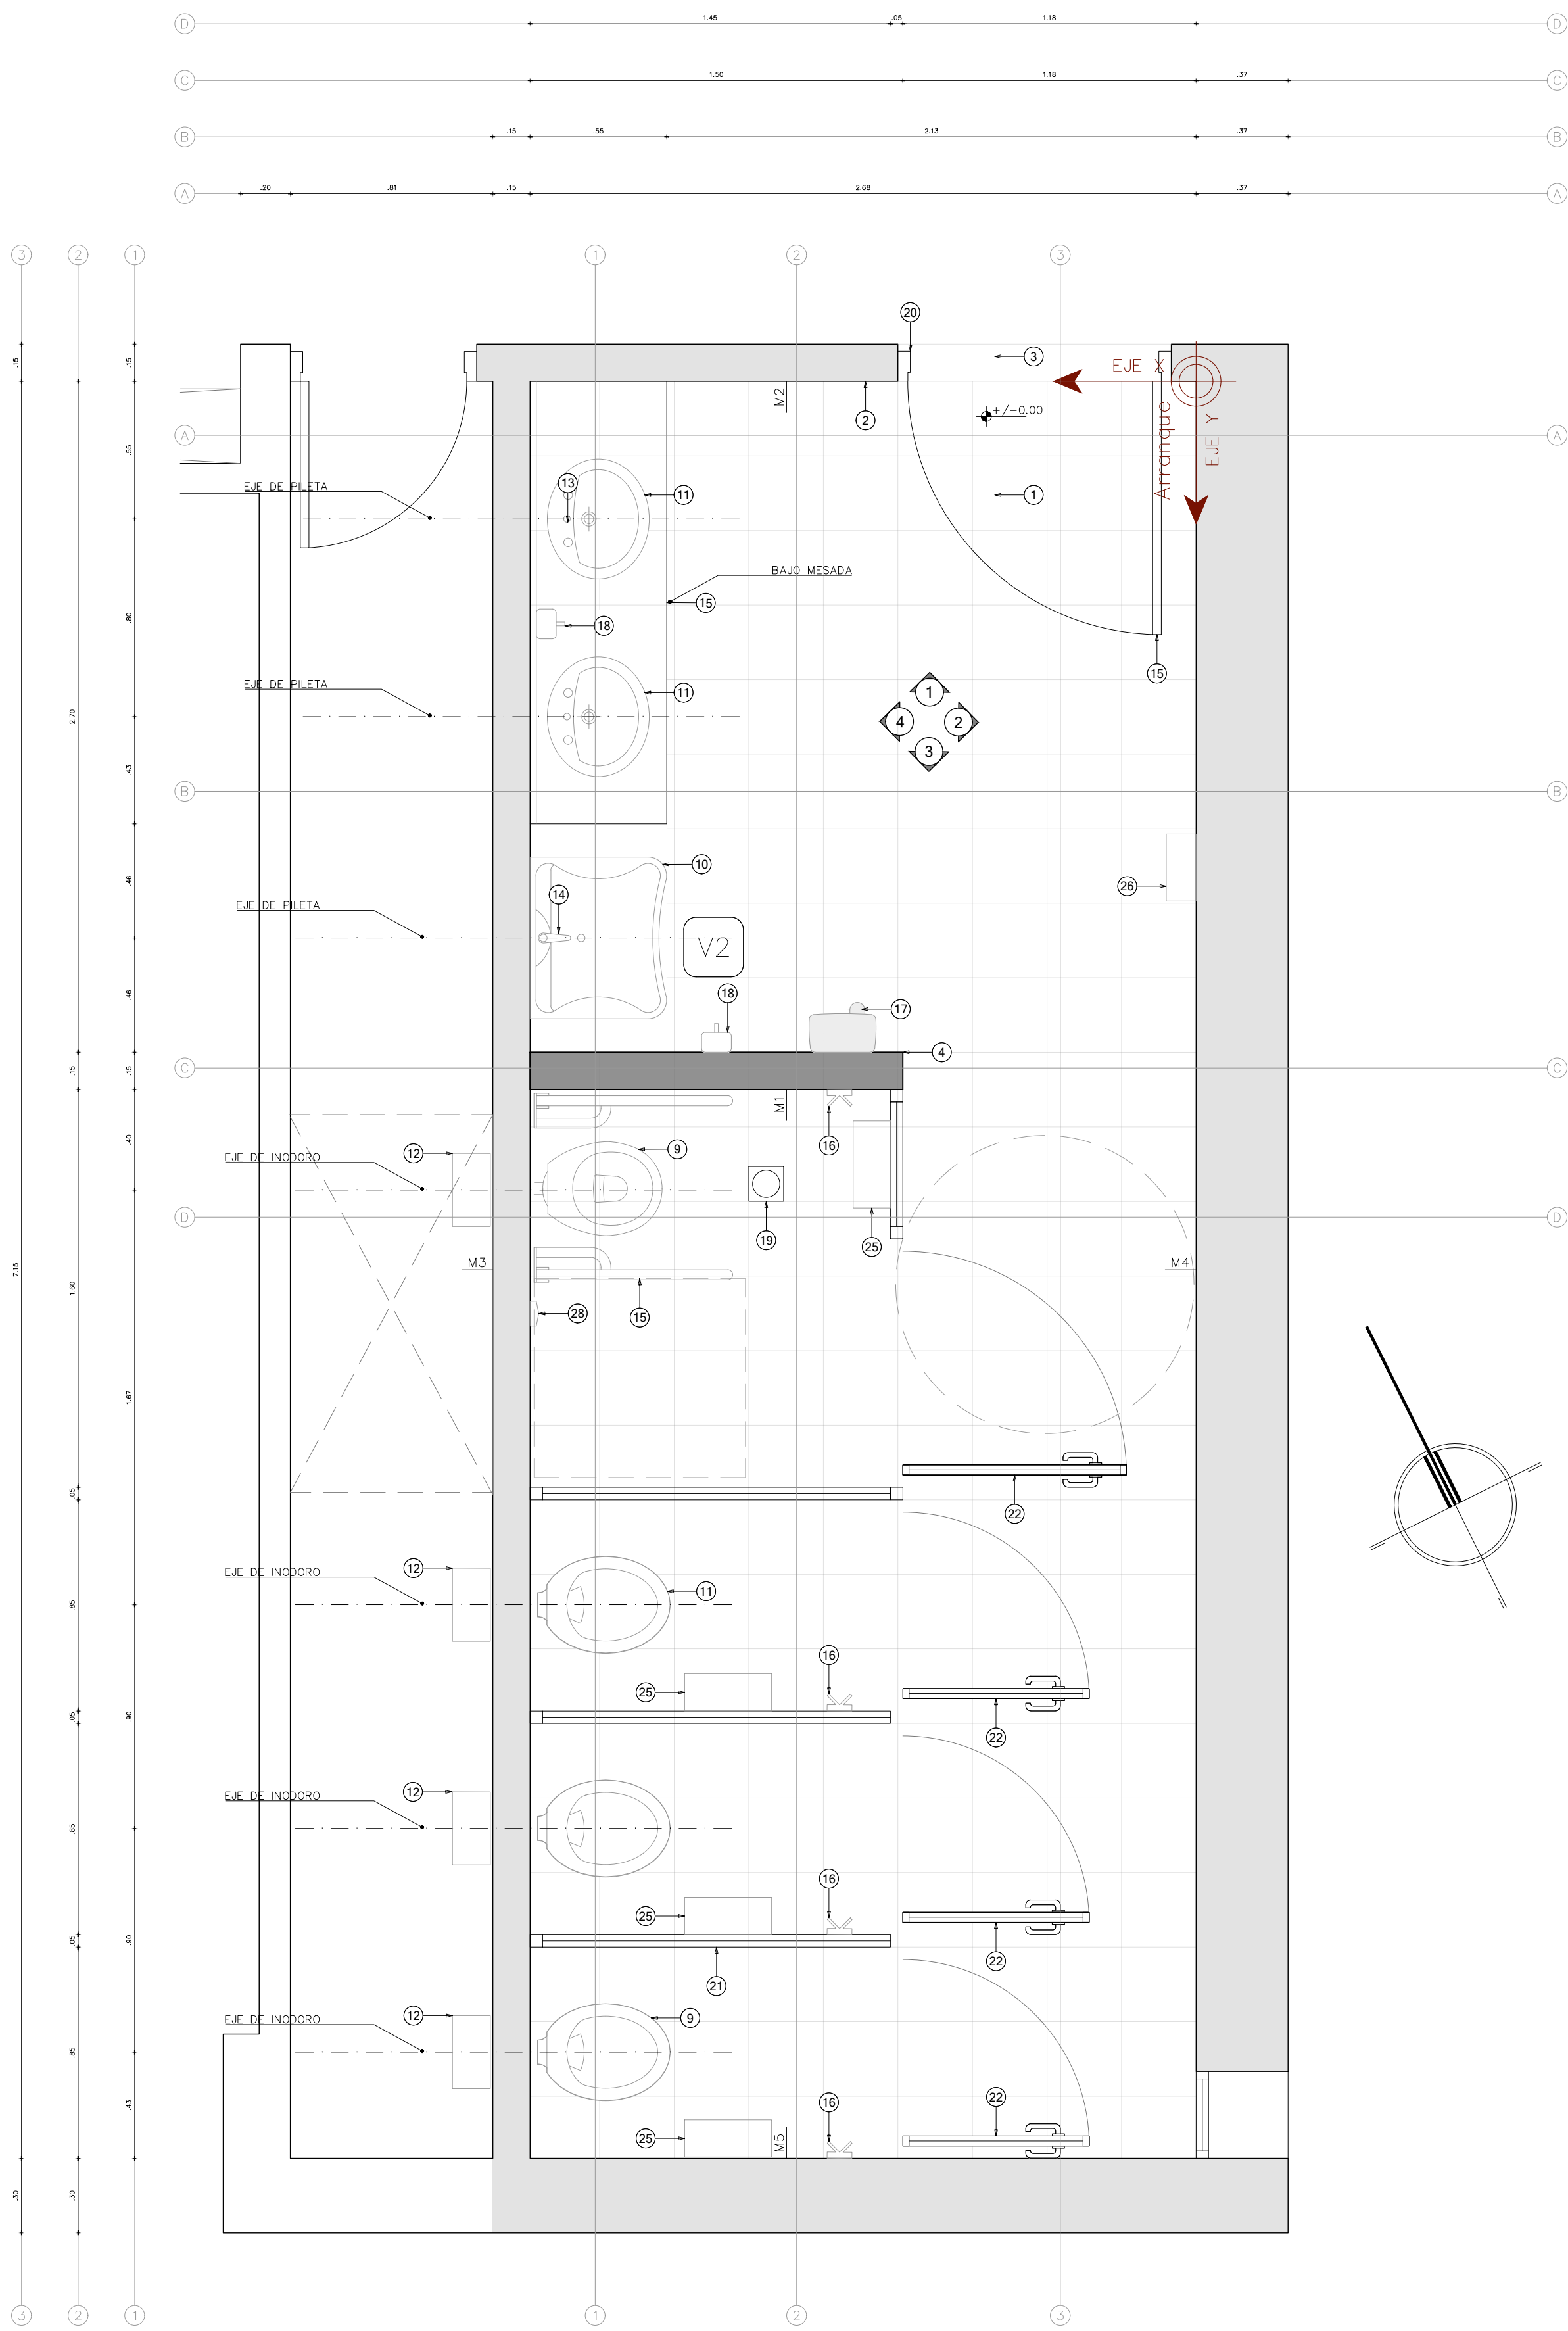 D 1.45 .05 1.18 D
C 1.50 1.18 .37 C
B .15 .55 2.13 .37 B
A .20 .81 .15 2.68 .37 A
3 2 1 1 2 3
20
.15 .15 3 EJE X
M2 +/-0.00
2
Arranque
EJE Y
A A
.55
EJE DE PILETA 13 11 1
BAJO MESADA
15
.80 18
15
EJE DE PILETA 11
1
4 2
3
2.70
.43
B B
10
.46 14 26
EJE DE PILETA
V2
.46 18 17
4
C .15 .15 C
M1
.40 16
12 9
EJE DE INODORO
19 25
D D
7.15 M3 M4
1.60 28 15
1.67
.05 22
12
EJE DE INODORO 11
.85
16
25
.05 .90 22
12
EJE DE INODORO
.85
16
25
.05 .90 22
21
12 9
EJE DE INODORO
.85
.43 16 22
25 M5
.30 .30
3 2 1 1 2 3